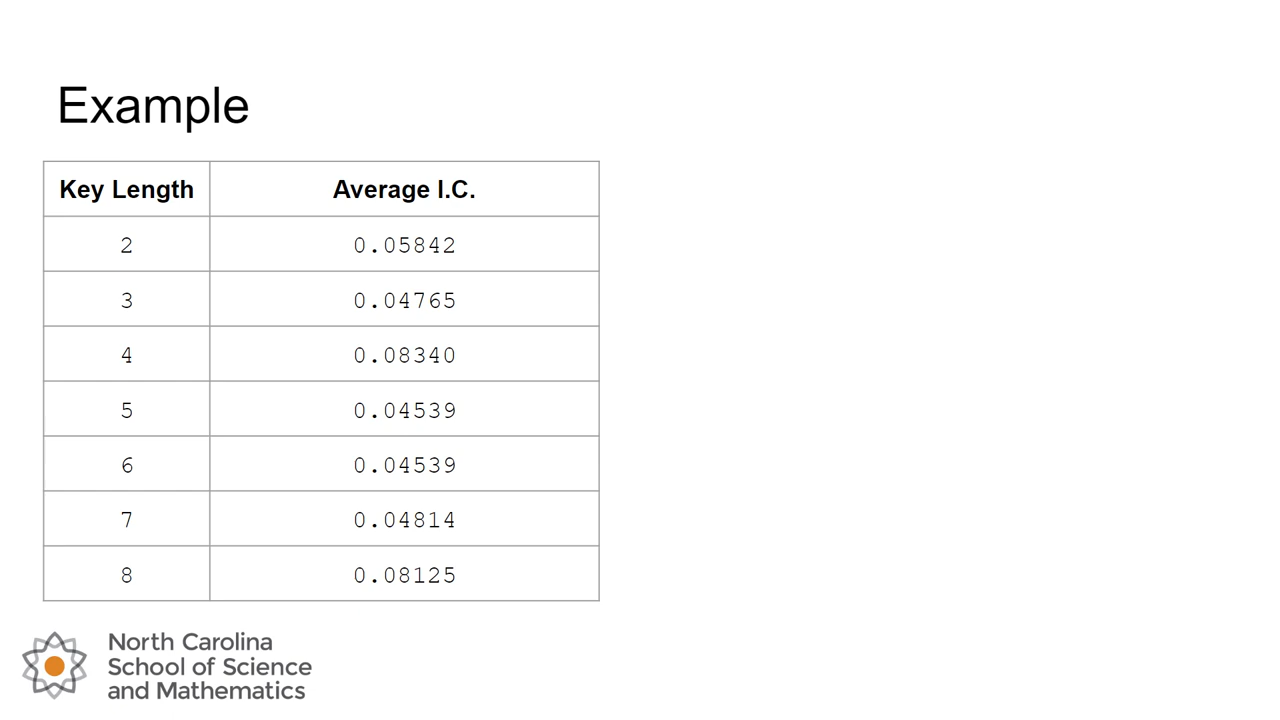 Example
Key Length Average I.C.
2 0.05842
3 0.04765
4 0.08340
5 0.04539
6 0.04539
7 0.04814
8 0.08125
North Carolina
School of Science
and Mathematics